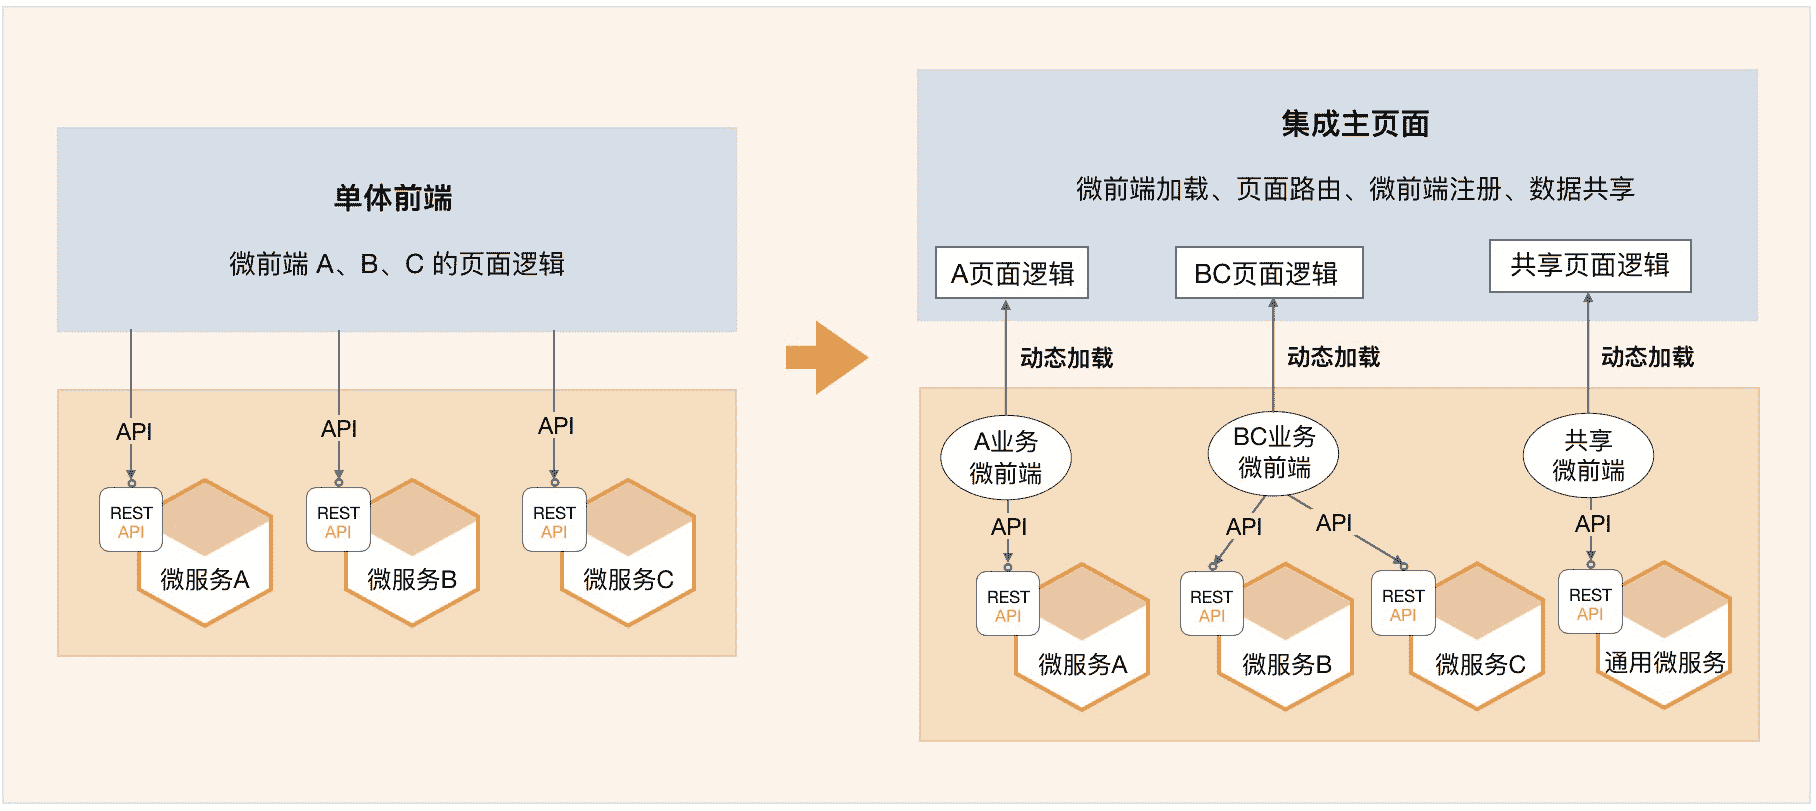 单体前端
微前端 A、B、C 的页面逻辑
API
API
API
REST
API
微服务A
REST
API
微服务B
REST
API
微服务C
集成主页面
微前端加载、页面路由、微前端注册、数据共享
A页面逻辑
BC页面逻辑
共享页面逻辑
动态加载
动态加载
动态加载
A业务
微前端
BC业务
微前端
共享
微前端
API
API
API
API
REST
API
微服务A
REST
API
微服务B
REST
API
微服务C
REST
API
通用微服务